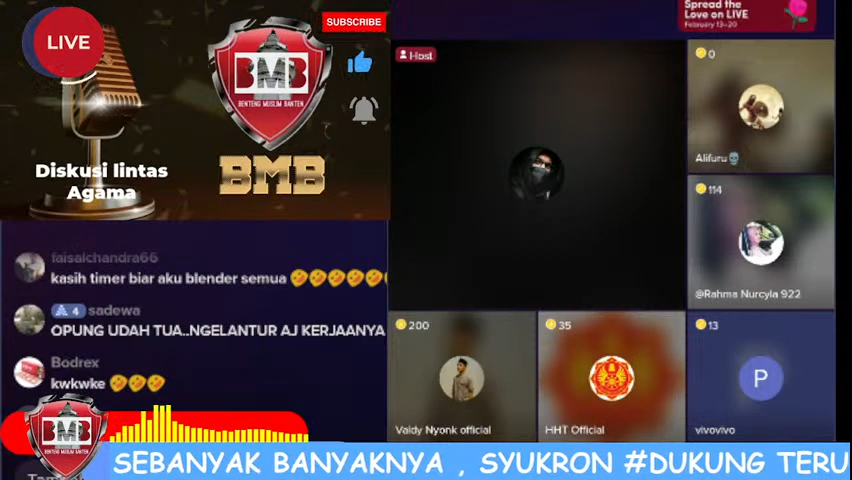 LIVE
BMB
BENTENG MUSLIM BANTEN
SUBSCRIBE
Diskusi lintas
Agama
BMB
Spread the
Love on LIVE
February 13–20
Host
0
Alifuru
114
@Rahma Nurcyla 922
faisalchandra66
kasih timer biar aku blender semua 🤣🤣🤣🤣🤣🤣
4 sadewa
OPUNG UDAH TUA..NGELANTUR AJ KERJAANYA
Bodrex
kwkwke 🤣🤣🤣
200
Valdy Nyonk official
35
HHT Official
13
P
vivovivo
BMB
BENTENG MUSLIM BANTEN
SEBANYAK BANYAKNYA , SYUKRON #DUKUNG TERU